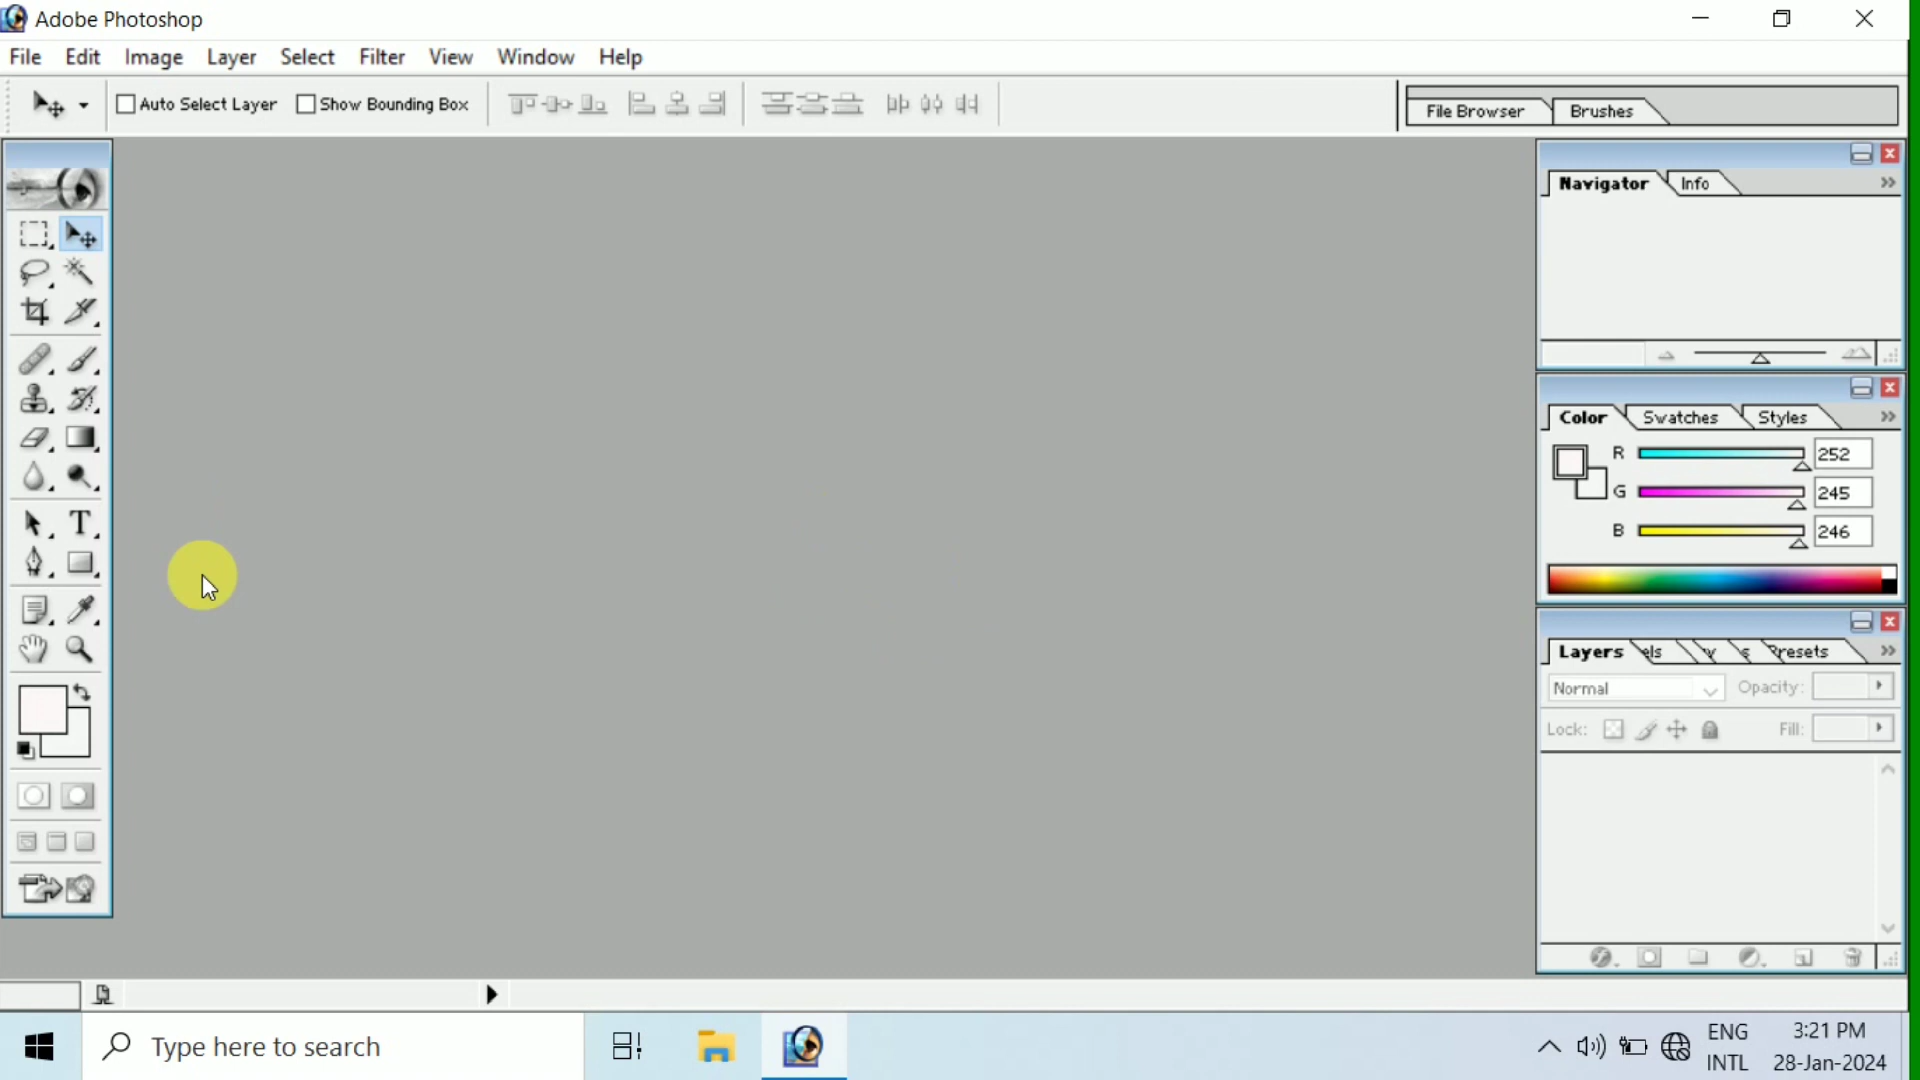 Adobe Photoshop
File Edit Image Layer Select Filter View Window Help
Auto Select Layer Show Bounding Box File Browser Brushes
Navigator Info
Color Swatches Styles
R 252
G 245
B 246
Layers els y s Presets
Normal Opacity:
Lock: Fill:
T
Type here to search
ENG 3:21 PM
INTL 28-Jan-2024